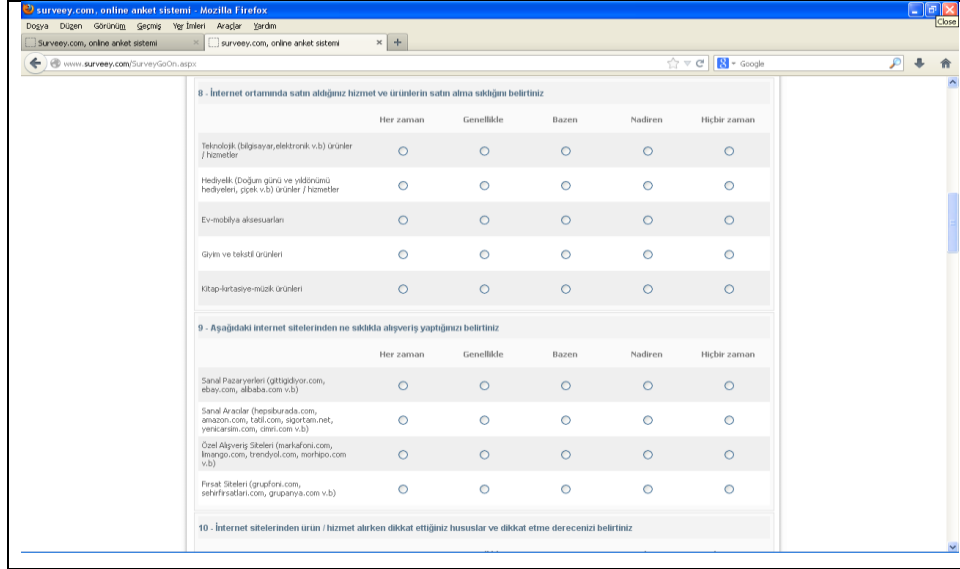 surveey.com, online anket sistemi - Mozilla Firefox
Close
Dosya Düzen Görünüm Geçmiş Yer İmleri Araçlar Yardım
Surveey.com, online anket sistemi × surveey.com, online anket sistemi × +
www.surveey.com/SurveyGoOn.aspx Google
8 - İnternet ortamında satın aldığınız hizmet ve ürünlerin satın alma sıklığını belirtiniz
Her zaman Genellikle Bazen Nadiren Hiçbir zaman
Teknolojik (bilgisayar,elektronik v.b) ürünler
/ hizmetler
Hediyelik (Doğum günü ve yıldönümü
hediyeleri, çiçek v.b) ürünler / hizmetler
Ev-mobilya aksesuarları
Giyim ve tekstil ürünleri
Kitap-kırtasiye-müzik ürünleri
9 - Aşağıdaki internet sitelerinden ne sıklıkla alışveriş yaptığınızı belirtiniz
Her zaman Genellikle Bazen Nadiren Hiçbir zaman
Sanal Pazaryerleri (gittigidiyor.com,
ebay.com, alibaba.com v.b)
Sanal Aracılar (hepsiburada.com,
amazon.com, tatil.com, sigortam.net,
yenicarsim.com, cimri.com v.b)
Özel Alışveriş Siteleri (markafoni.com,
limango.com, trendyol.com, morhipo.com
v.b)
Fırsat Siteleri (grupfoni.com,
sehirfirsatlari.com, grupanya.com v.b)
10 - İnternet sitelerinden ürün / hizmet alırken dikkat ettiğiniz hususlar ve dikkat etme derecenizi belirtiniz